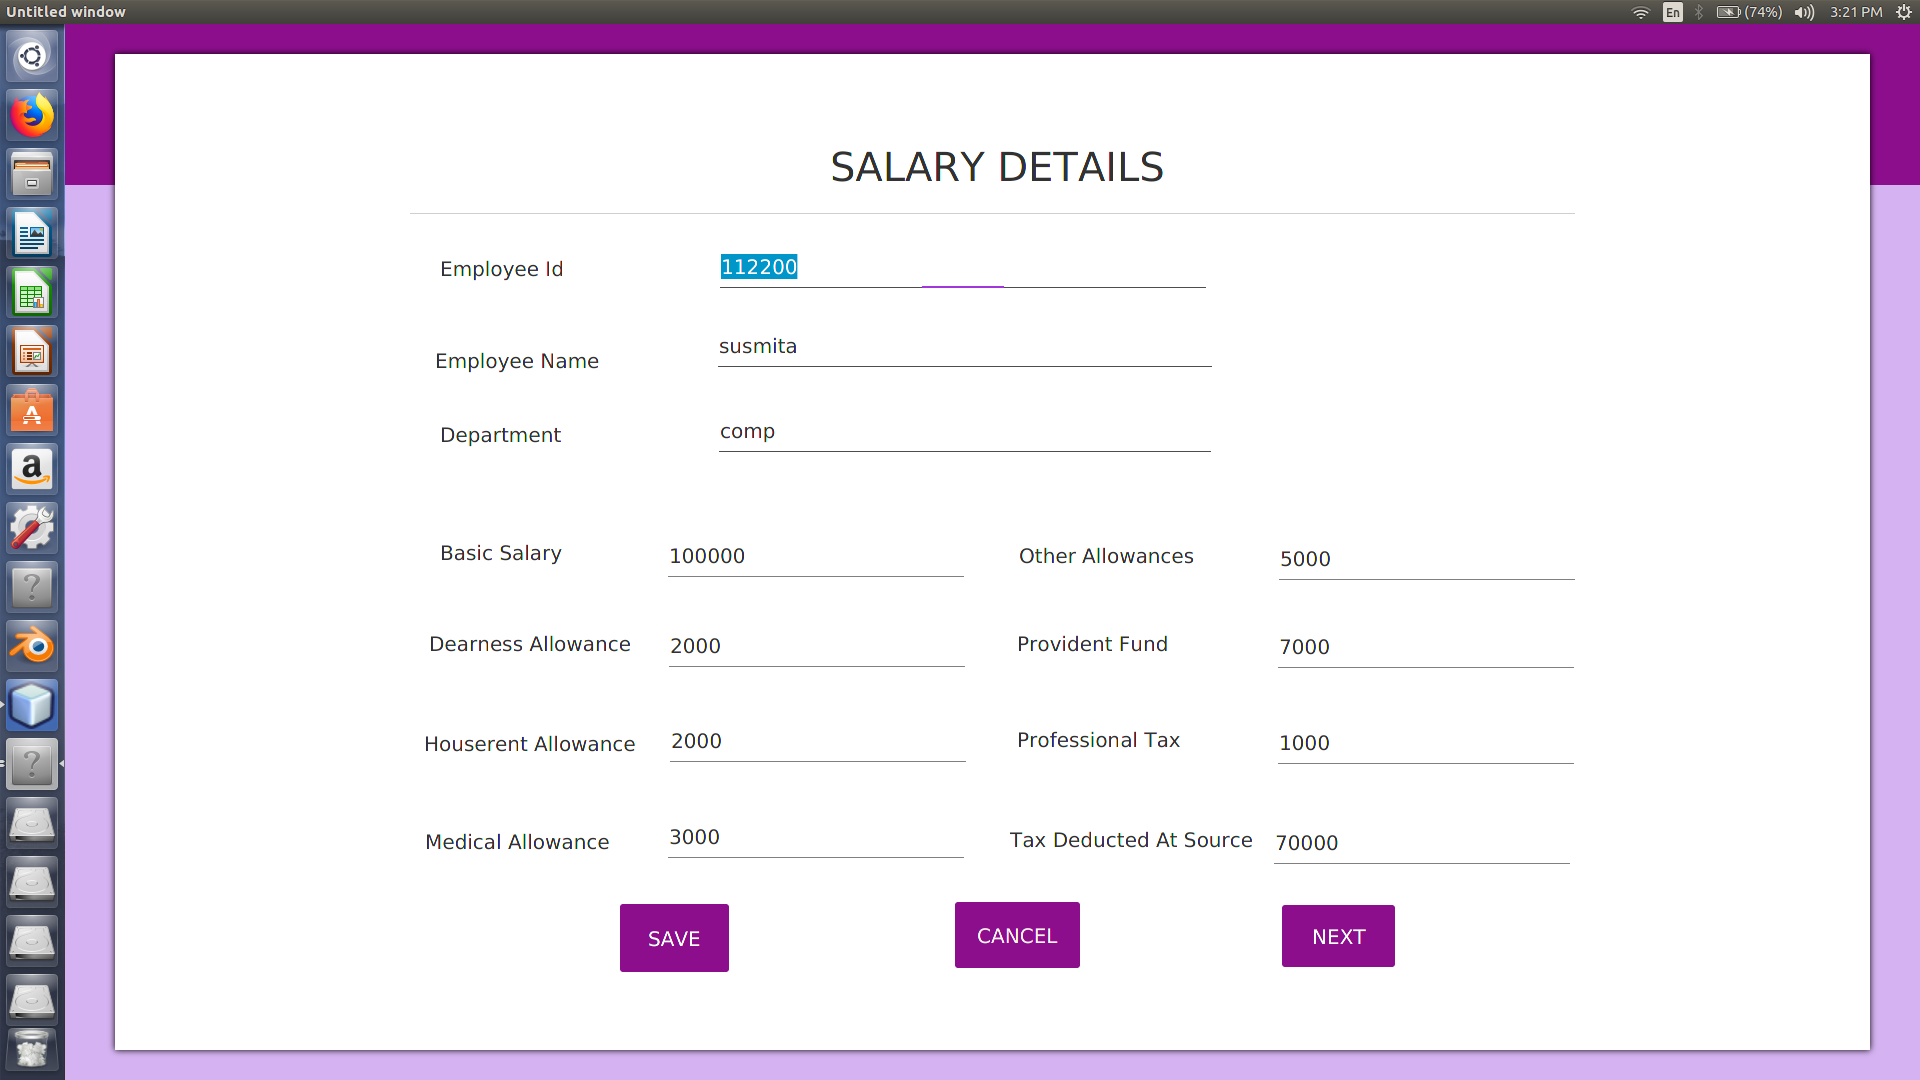 Untitled window
En
(74%)
3:21 PM
SALARY DETAILS
Employee Id 112200
Employee Name susmita
Department comp
Basic Salary 100000 Other Allowances 5000
Dearness Allowance 2000 Provident Fund 7000
Houserent Allowance 2000 Professional Tax 1000
Medical Allowance 3000 Tax Deducted At Source 70000
SAVE CANCEL NEXT